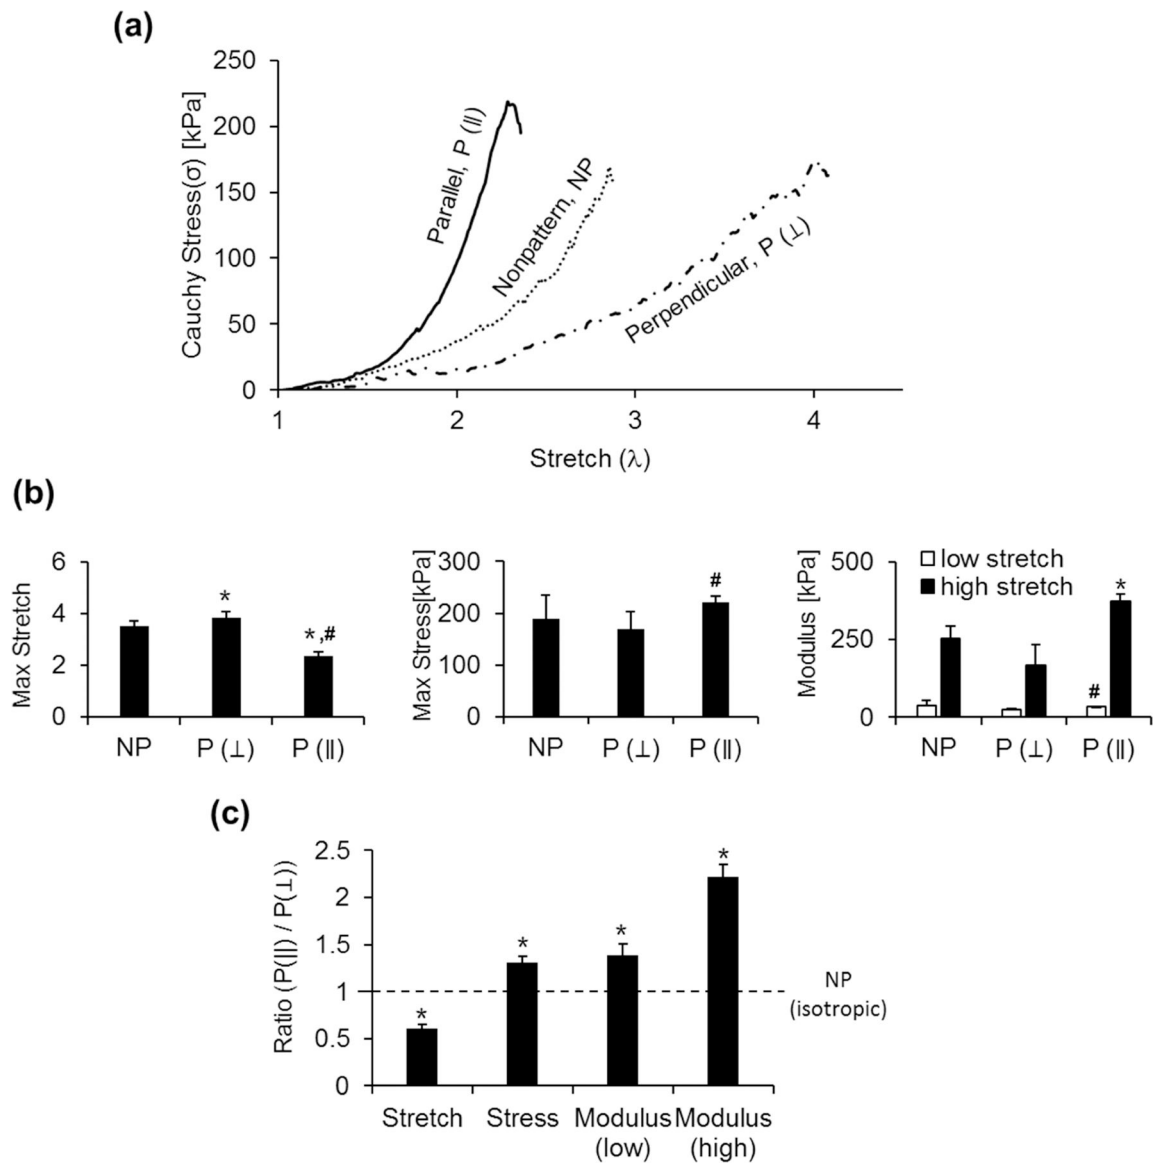 (a)
250
200
150
100
50
0
Cauchy Stress(σ) [kPa]
Parallel, P (∥)
Nonpattern, NP
Perpendicular, P (⊥)
1 2 3 4
Stretch (λ)
(b)
Max Stretch
6
4
2
0
*
*,#
NP P (⊥) P (∥)
Max Stress[kPa]
300
200
100
0
#
NP P (⊥) P (∥)
Modulus [kPa]
500
250
0
low stretch
high stretch
*
#
NP P (⊥) P (∥)
(c)
Ratio (P(∥) / P(⊥))
2.5
2
1.5
1
0.5
0
*
*
*
*
NP
(isotropic)
Stretch Stress Modulus Modulus
(low) (high)